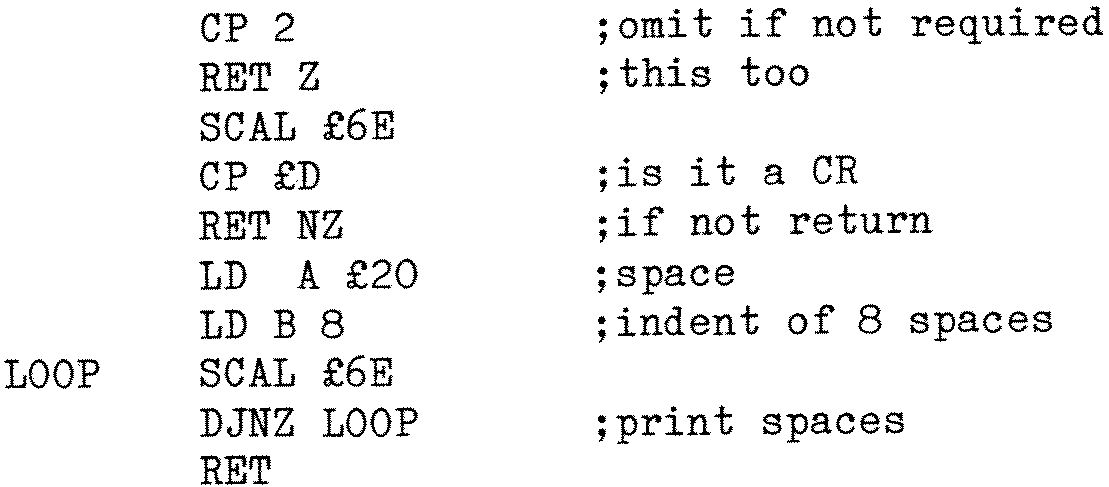 CP 2 ;omit if not required
RET Z ;this too
SCAL £6E
CP £D ;is it a CR
RET NZ ;if not return
LD  A £20 ;space
LD B 8 ;indent of 8 spaces
LOOP SCAL £6E
DJNZ LOOP ;print spaces
RET